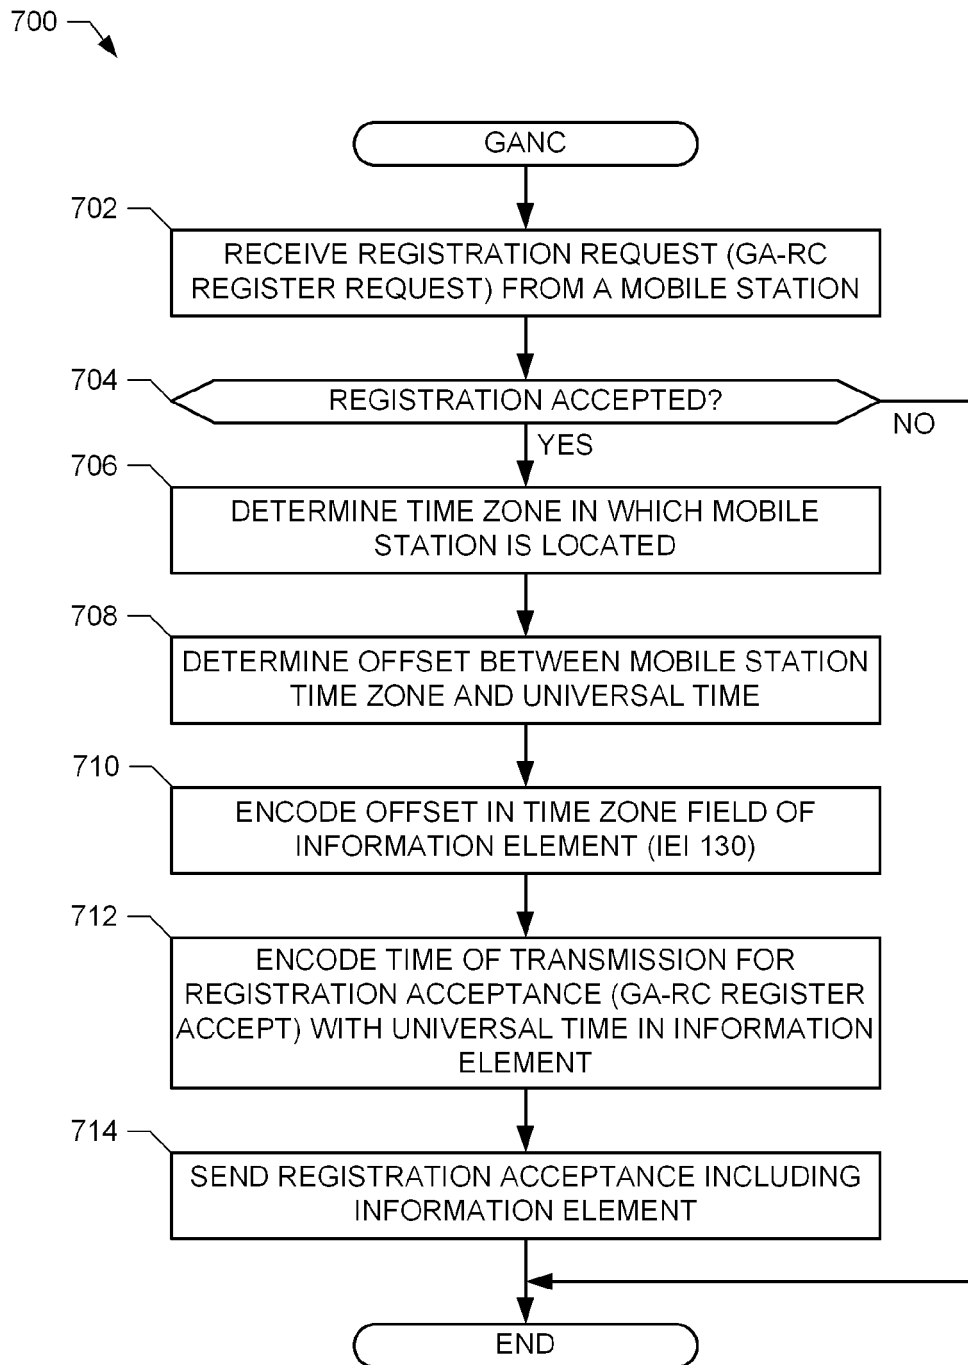 700
GANC
702
RECEIVE REGISTRATION REQUEST (GA-RC
REGISTER REQUEST) FROM A MOBILE STATION
704
REGISTRATION ACCEPTED?
NO
YES
706
DETERMINE TIME ZONE IN WHICH MOBILE
STATION IS LOCATED
708
DETERMINE OFFSET BETWEEN MOBILE STATION
TIME ZONE AND UNIVERSAL TIME
710
ENCODE OFFSET IN TIME ZONE FIELD OF
INFORMATION ELEMENT (IEI 130)
712
ENCODE TIME OF TRANSMISSION FOR
REGISTRATION ACCEPTANCE (GA-RC REGISTER
ACCEPT) WITH UNIVERSAL TIME IN INFORMATION
ELEMENT
714
SEND REGISTRATION ACCEPTANCE INCLUDING
INFORMATION ELEMENT
END